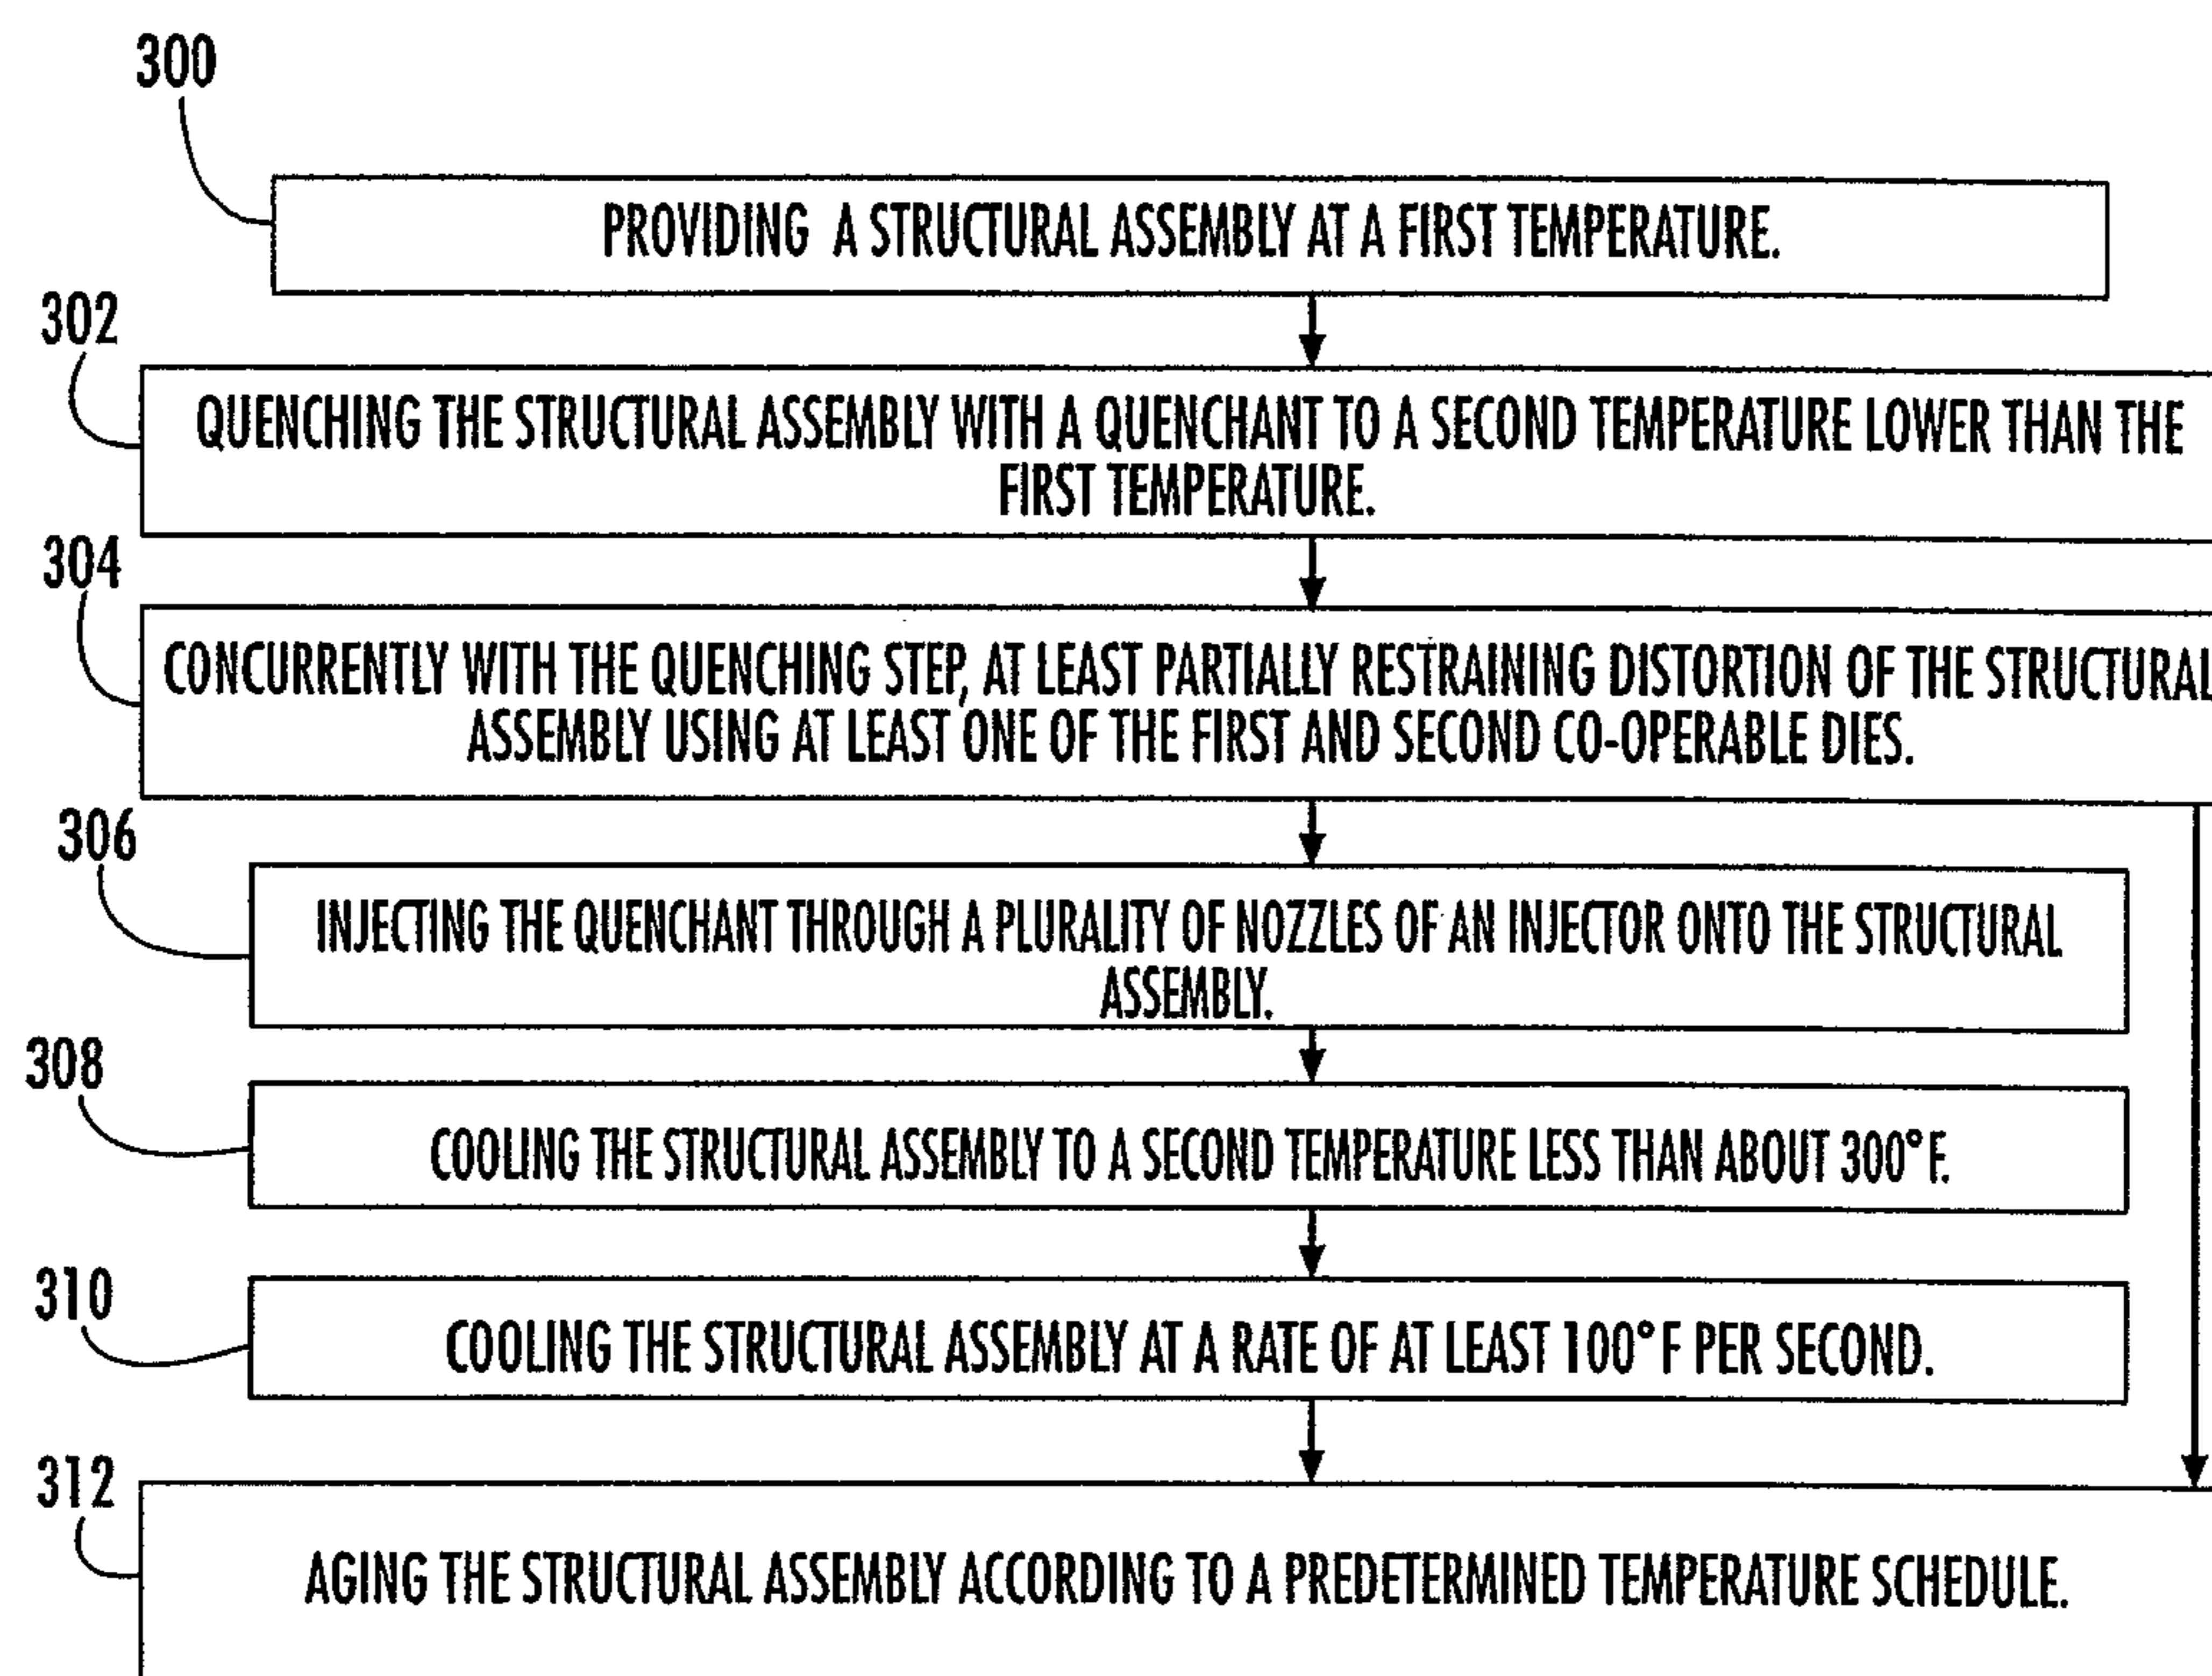 300
PROVIDING A STRUCTURAL ASSEMBLY AT A FIRST TEMPERATURE.
302
QUENCHING THE STRUCTURAL ASSEMBLY WITH A QUENCHANT TO A SECOND TEMPERATURE LOWER THAN THE
FIRST TEMPERATURE.
304
CONCURRENTLY WITH THE QUENCHING STEP, AT LEAST PARTIALLY RESTRAINING DISTORTION OF THE STRUCTURAL
ASSEMBLY USING AT LEAST ONE OF THE FIRST AND SECOND CO-OPERABLE DIES.
306
INJECTING THE QUENCHANT THROUGH A PLURALITY OF NOZZLES OF AN INJECTOR ONTO THE STRUCTURAL
ASSEMBLY.
308
COOLING THE STRUCTURAL ASSEMBLY TO A SECOND TEMPERATURE LESS THAN ABOUT 300°F.
310
COOLING THE STRUCTURAL ASSEMBLY AT A RATE OF AT LEAST 100°F PER SECOND.
312
AGING THE STRUCTURAL ASSEMBLY ACCORDING TO A PREDETERMINED TEMPERATURE SCHEDULE.